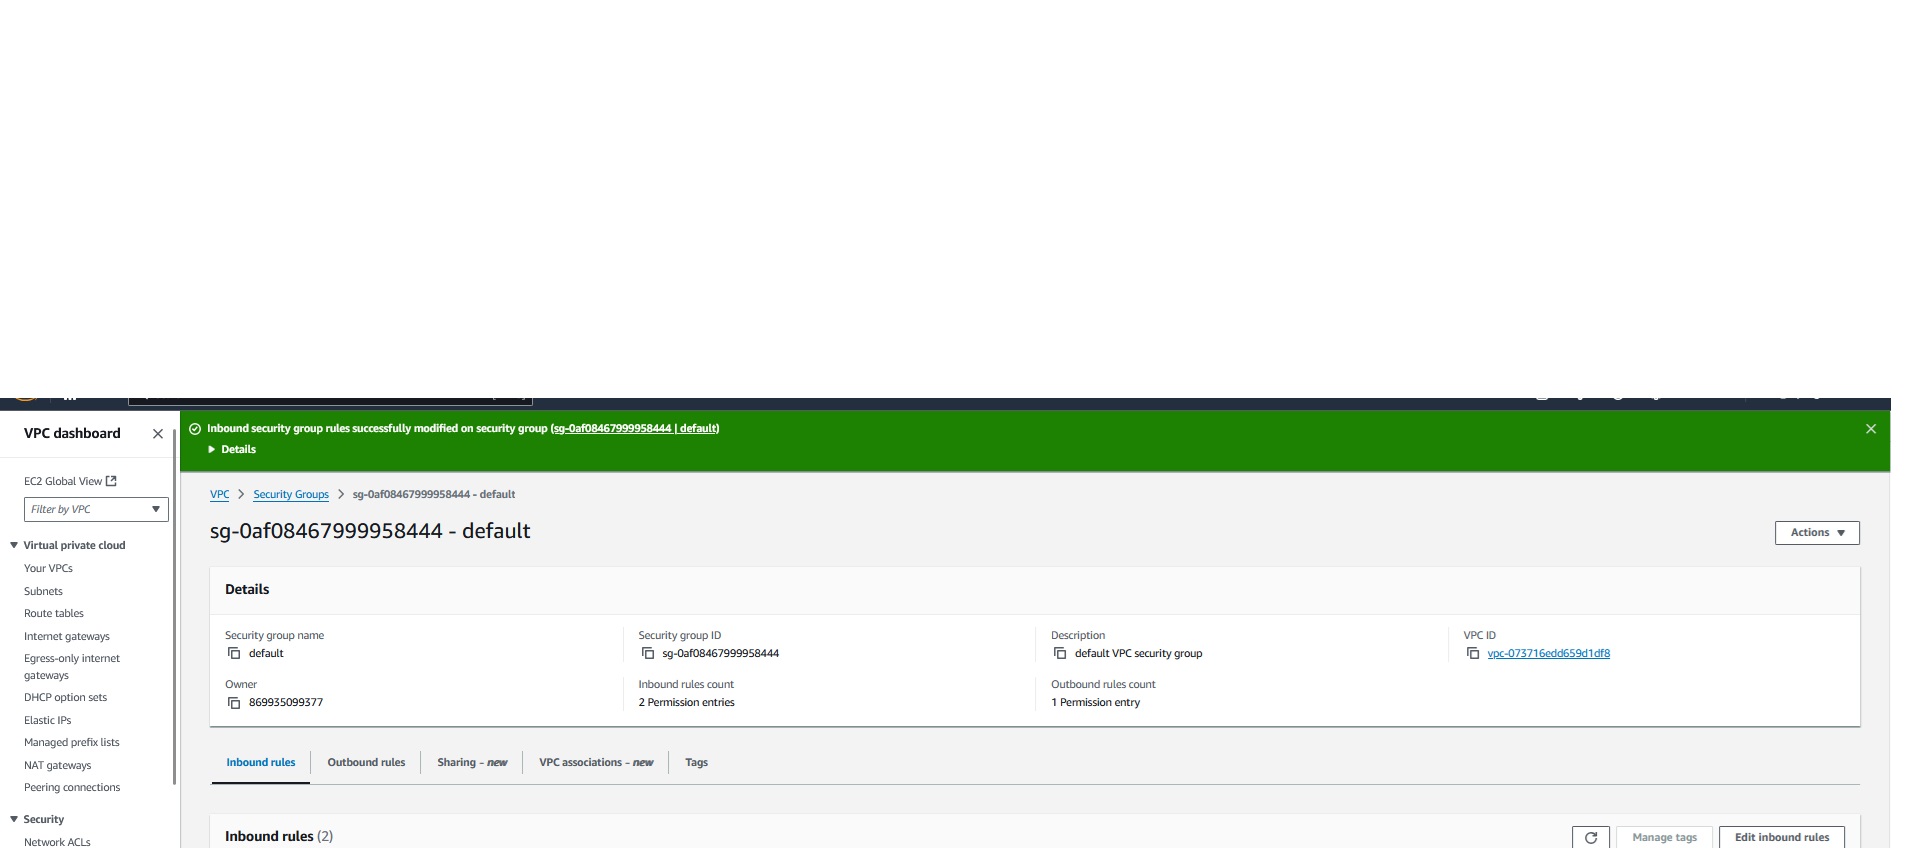 VPC dashboard
EC2 Global View
Filter by VPC
Virtual private cloud
Your VPCs
Subnets
Route tables
Internet gateways
Egress-only internet
gateways
DHCP option sets
Elastic IPs
Managed prefix lists
NAT gateways
Peering connections
Security
Network ACLs
Inbound security group rules successfully modified on security group (sg-0af08467999958444 | default)
Details
VPC > Security Groups > sg-0af08467999958444 - default
sg-0af08467999958444 - default
Actions
Details
Security group name
default
Security group ID
sg-0af08467999958444
Description
default VPC security group
VPC ID
vpc-073716edd659d1df8
Owner
869935099377
Inbound rules count
2 Permission entries
Outbound rules count
1 Permission entry
Inbound rules
Outbound rules
Sharing - new
VPC associations - new
Tags
Inbound rules (2)
Manage tags
Edit inbound rules